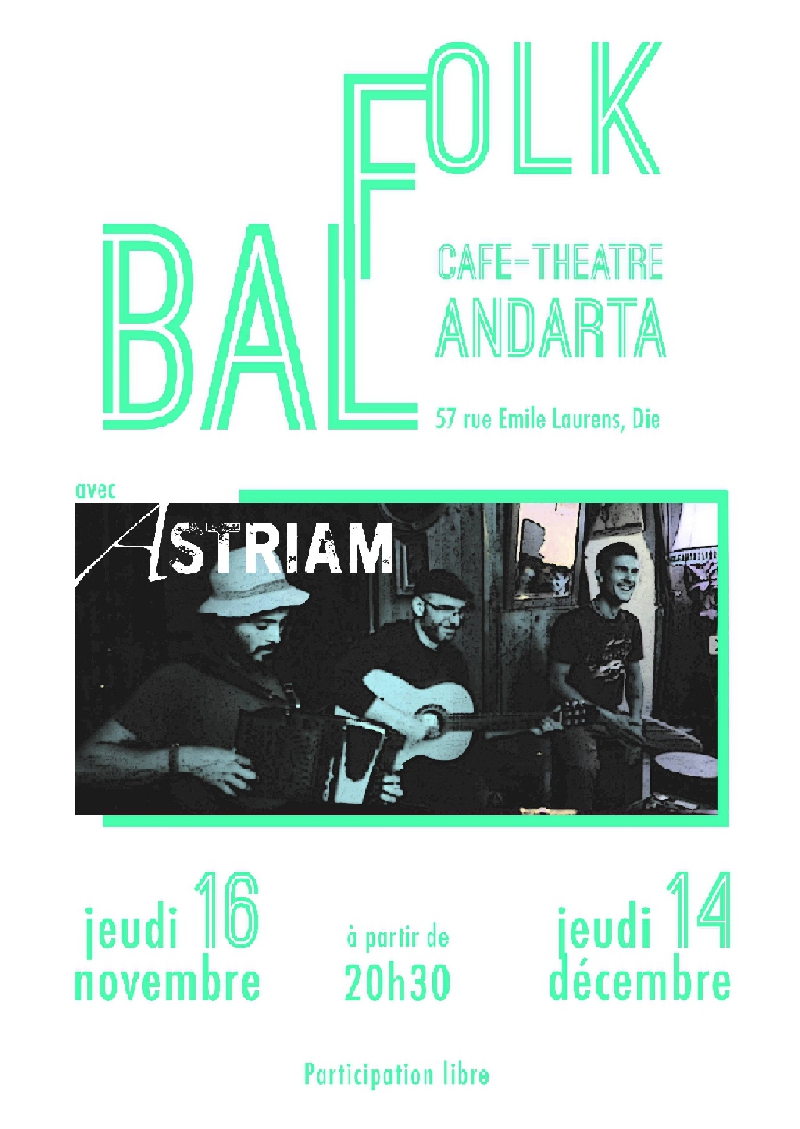 BAL FOLK
CAFE-THEATRE
ANDARTA
57 rue Emile Laurens, Die
avec
ASTRIAM
jeudi 16
novembre
à partir de
20h30
jeudi 14
décembre
Participation libre